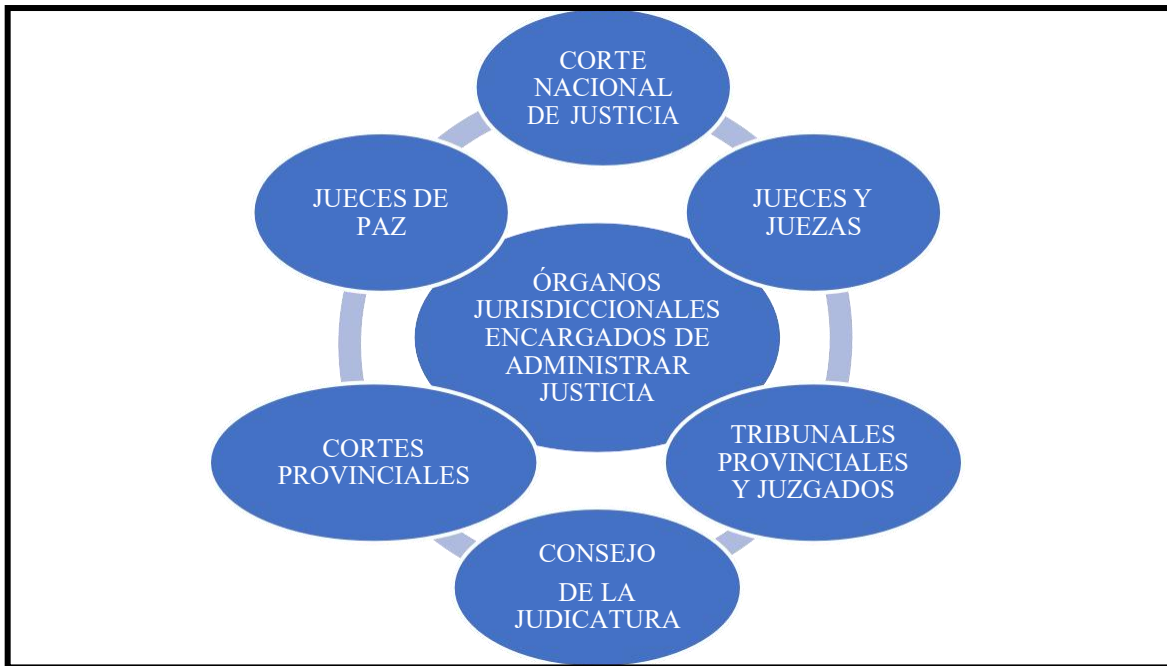 CORTE
NACIONAL
DE JUSTICIA
JUECES Y
JUEZAS
TRIBUNALES
PROVINCIALES
Y JUZGADOS
CONSEJO
DE LA
JUDICATURA
CORTES
PROVINCIALES
JUECES DE
PAZ
ÓRGANOS
JURISDICCIONALES
ENCARGADOS DE
ADMINISTRAR
JUSTICIA